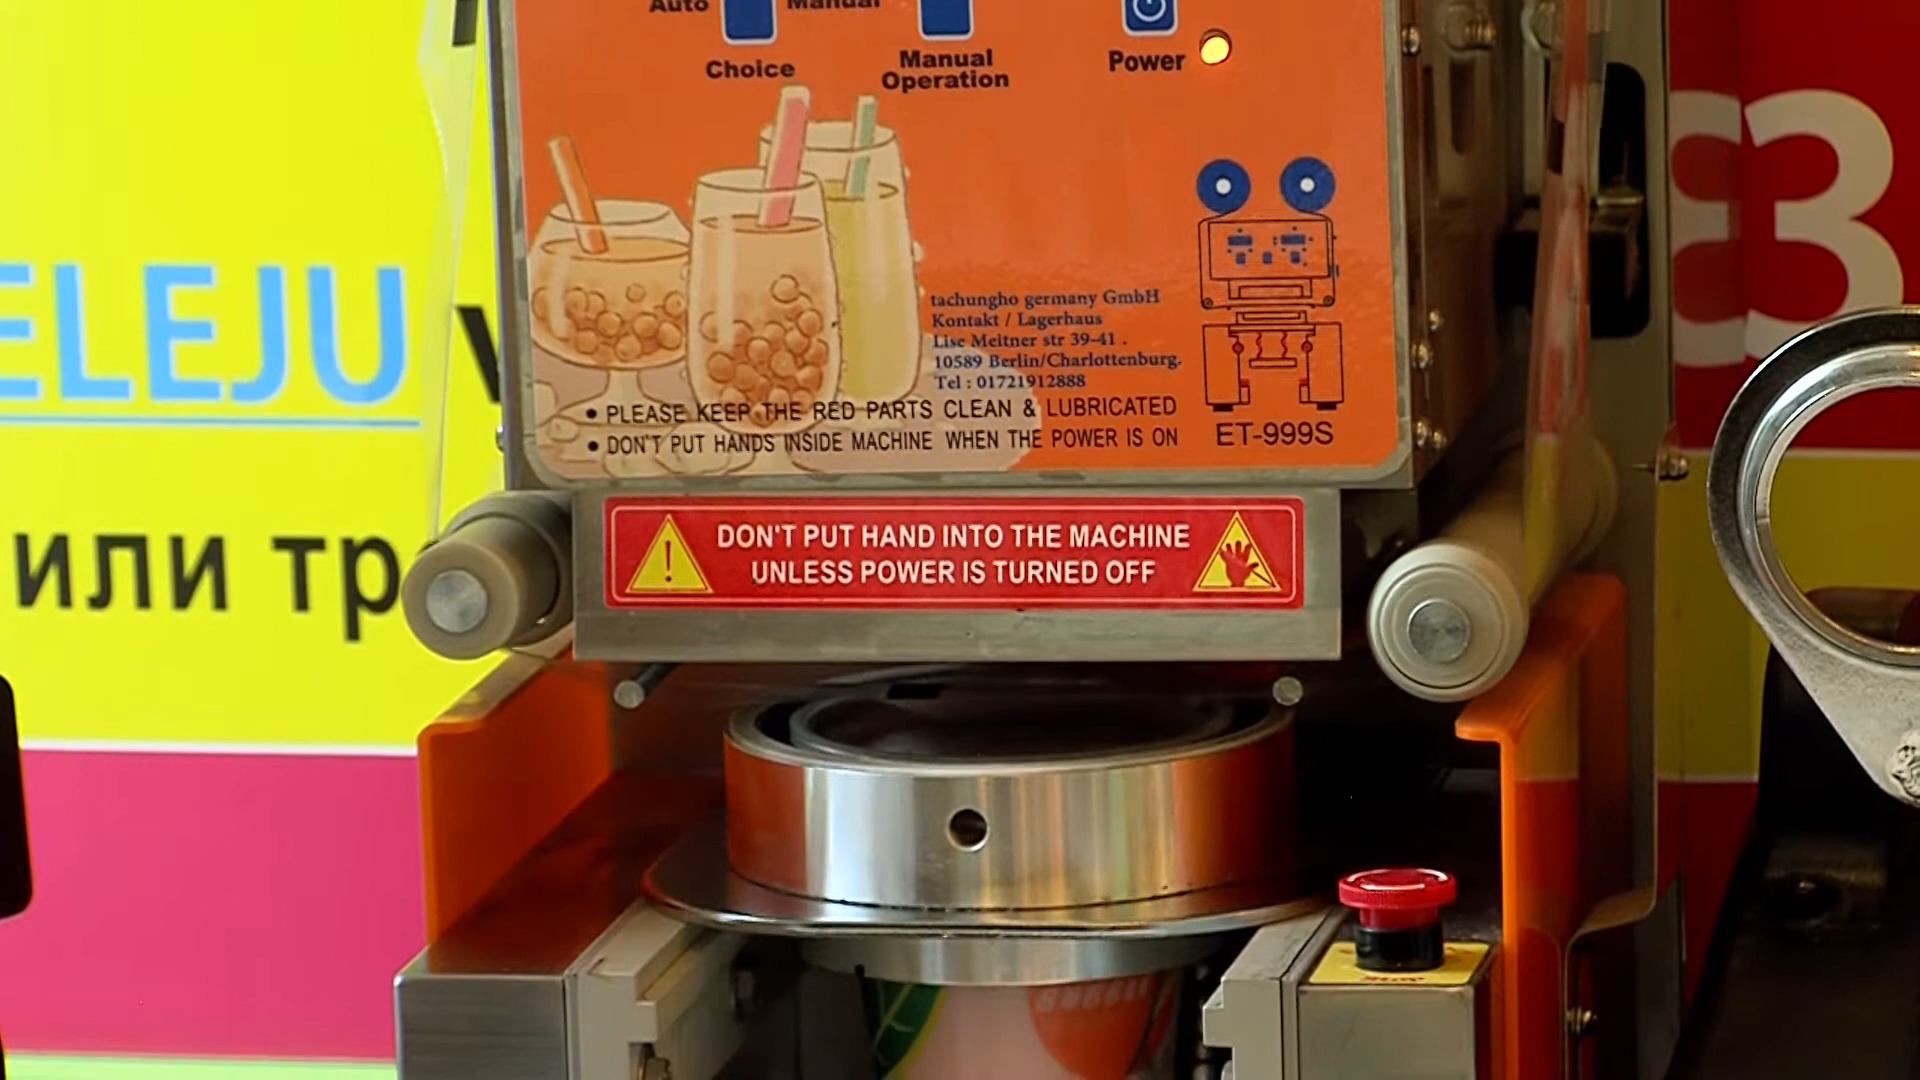 Auto
Manual
Choice
Manual
Operation
Power
tachungho germany GmbH
Kontakt / Lagerhaus
Lise Meitner str 39-41 .
10589 Berlin/Charlottenburg.
Tel : 01721912888
• PLEASE KEEP THE RED PARTS CLEAN & LUBRICATED
• DON'T PUT HANDS INSIDE MACHINE WHEN THE POWER IS ON
ET-999S
DON'T PUT HAND INTO THE MACHINE
UNLESS POWER IS TURNED OFF
ELEJU
или тр